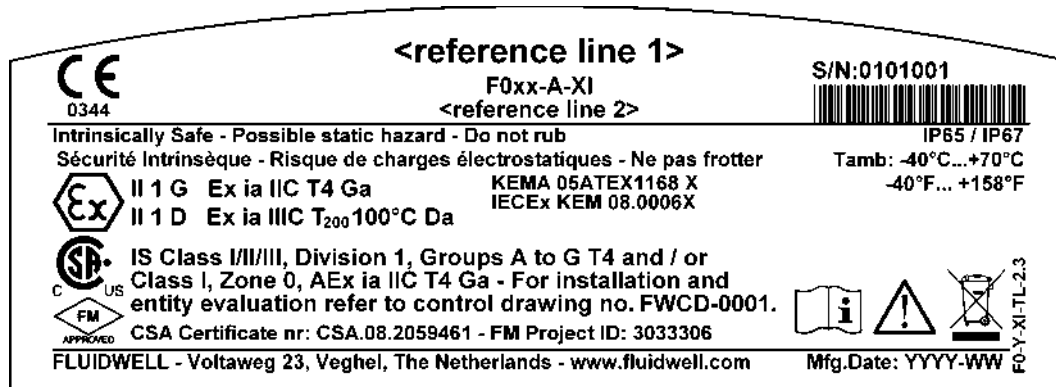 <reference line 1>
CE
0344
F0xx-A-XI
<reference line 2>
S/N:0101001
Intrinsically Safe - Possible static hazard - Do not rub
IP65 / IP67
Sécurité Intrinsèque - Risque de charges électrostatiques - Ne pas frotter
Tamb: -40°C...+70°C
-40°F... +158°F
Ex
II 1 G Ex ia IIC T4 Ga
KEMA 05ATEX1168 X
II 1 D Ex ia IIIC T₂₀₀100°C Da
IECEx KEM 08.0006X
C SA US
IS Class I/II/III, Division 1, Groups A to G T4 and / or
Class I, Zone 0, AEx ia IIC T4 Ga - For installation and
entity evaluation refer to control drawing no. FWCD-0001.
FM
APPROVED
CSA Certificate nr: CSA.08.2059461 - FM Project ID: 3033306
i
!
F0-Y-XI-TL-2.3
FLUIDWELL - Voltaweg 23, Veghel, The Netherlands - www.fluidwell.com
Mfg.Date: YYYY-WW